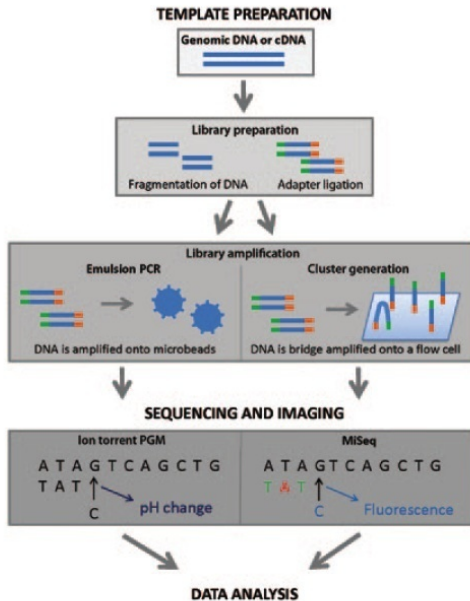 TEMPLATE PREPARATION
Genomic DNA or cDNA
Library preparation
Fragmentation of DNA
Adapter ligation
Library amplification
Emulsion PCR
Cluster generation
DNA is amplified onto microbeads
DNA is bridge amplified onto a flow cell
SEQUENCING AND IMAGING
Ion torrent PGM
MiSeq
A T A G T C A G C T G
A T A G T C A G C T G
T A T
T A T
pH change
Fluorescence
C
C
DATA ANALYSIS